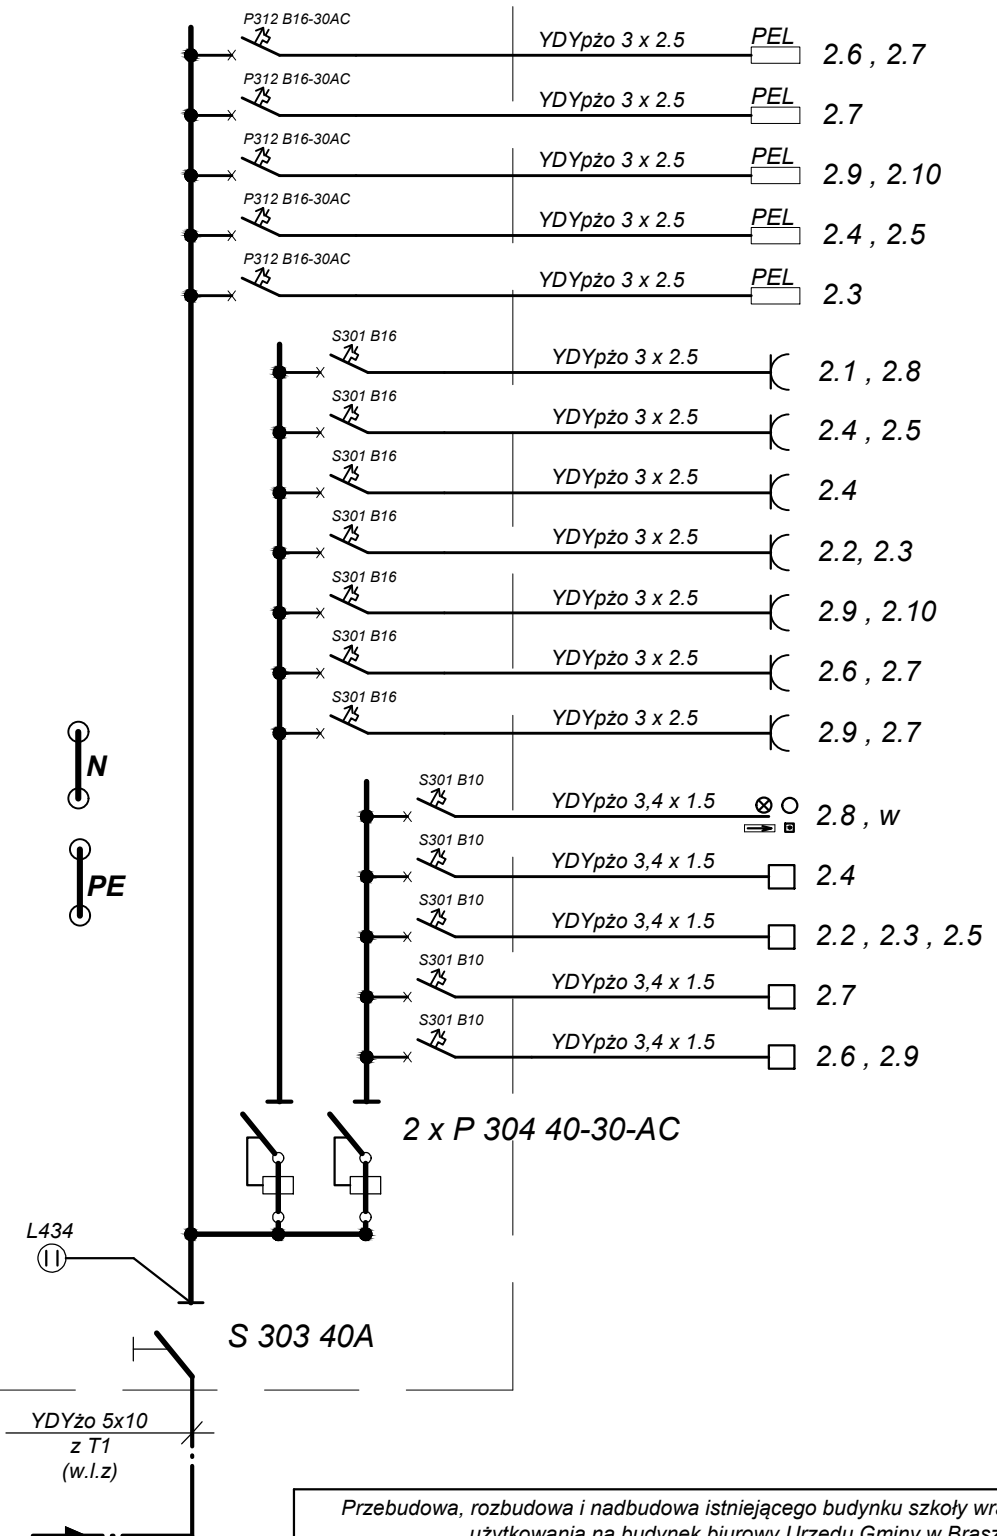 P312 B16-30AC YDYpżo 3 x 2.5 PEL 2.6 , 2.7
P312 B16-30AC YDYpżo 3 x 2.5 PEL 2.7
P312 B16-30AC YDYpżo 3 x 2.5 PEL 2.9 , 2.10
P312 B16-30AC YDYpżo 3 x 2.5 PEL 2.4 , 2.5
P312 B16-30AC YDYpżo 3 x 2.5 PEL 2.3
S301 B16 YDYpżo 3 x 2.5 2.1 , 2.8
S301 B16 YDYpżo 3 x 2.5 2.4 , 2.5
S301 B16 YDYpżo 3 x 2.5 2.4
S301 B16 YDYpżo 3 x 2.5 2.2, 2.3
S301 B16 YDYpżo 3 x 2.5 2.9 , 2.10
S301 B16 YDYpżo 3 x 2.5 2.6 , 2.7
S301 B16 YDYpżo 3 x 2.5 2.9 , 2.7
N
PE
S301 B10 YDYpżo 3,4 x 1.5 2.8 , w
S301 B10 YDYpżo 3,4 x 1.5 2.4
S301 B10 YDYpżo 3,4 x 1.5 2.2 , 2.3 , 2.5
S301 B10 YDYpżo 3,4 x 1.5 2.7
S301 B10 YDYpżo 3,4 x 1.5 2.6 , 2.9
2 x P 304 40-30-AC
L434
S 303 40A
YDYżo 5x10
z T1
(w.l.z)
Przebudowa, rozbudowa i nadbudowa istniejącego budynku szkoły
użytkowania na budynek biurowy Urzędu Gminy w